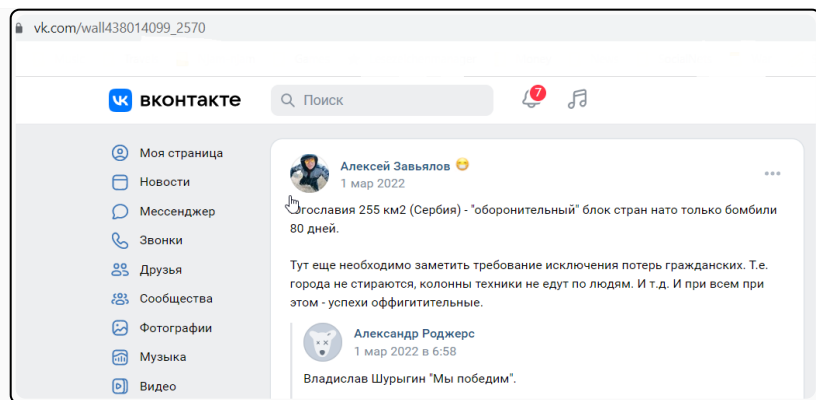 vk.com/wall438014099_2570
вконтакте
Поиск
7
Моя страница
Новости
Мессенджер
Звонки
Друзья
Сообщества
Фотографии
Музыка
Видео
Алексей Завьялов
1 мар 2022
гославия 255 км2 (Сербия) - "оборонительный" блок стран нато только бомбили
80 дней.
Тут еще необходимо заметить требование исключения потерь гражданских. Т.е.
города не стираются, колонны техники не едут по людям. И т.д. И при всем при
этом - успехи оффигитительные.
Александр Роджерс
1 мар 2022 в 6:58
Владислав Шурыгин "Мы победим".